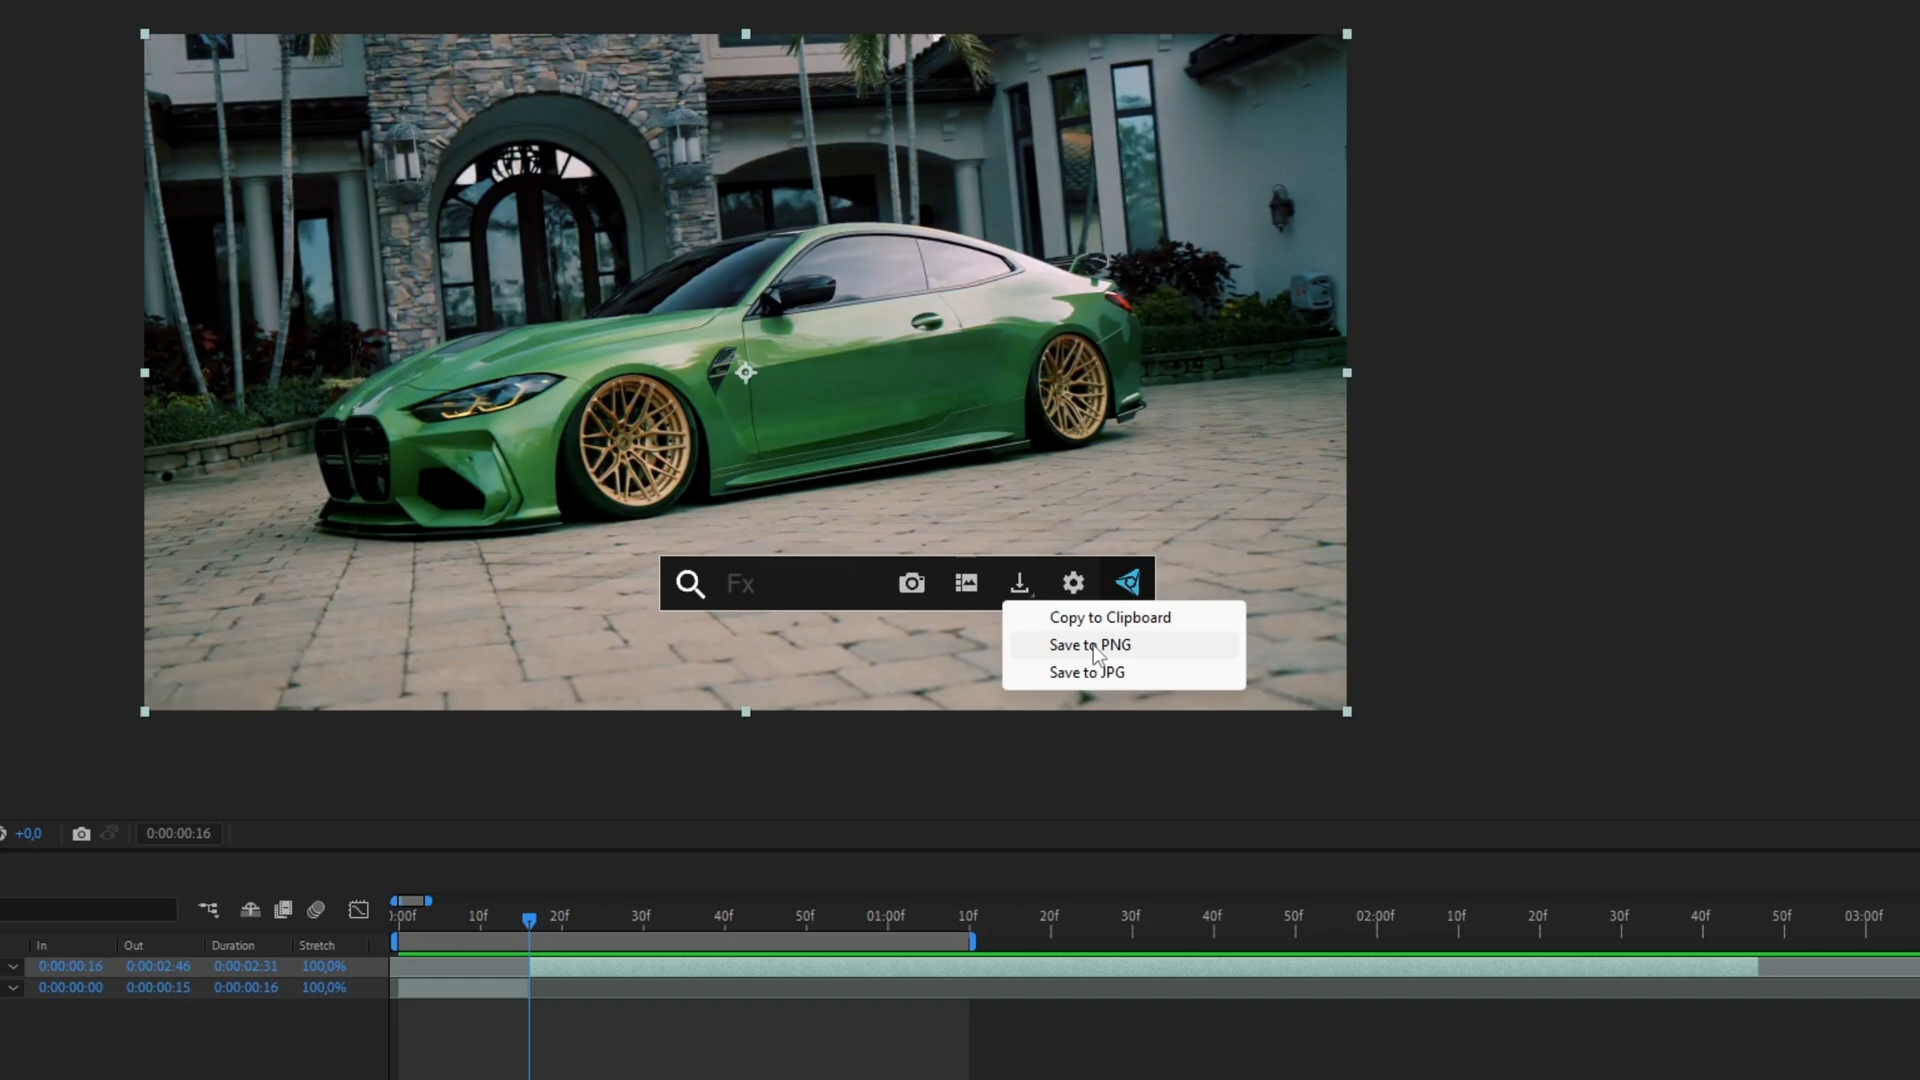 Fx
Copy to Clipboard
Save to PNG
Save to JPG
+0,0
0:00:00:16
:00f 10f 20f 30f 40f 50f 01:00f 10f 20f 30f 40f 50f 02:00f 10f 20f 30f 40f 50f 03:00f
In Out Duration Stretch
0:00:00:16 0:00:02:46 0:00:02:31 100,0%
0:00:00:00 0:00:00:15 0:00:00:16 100,0%